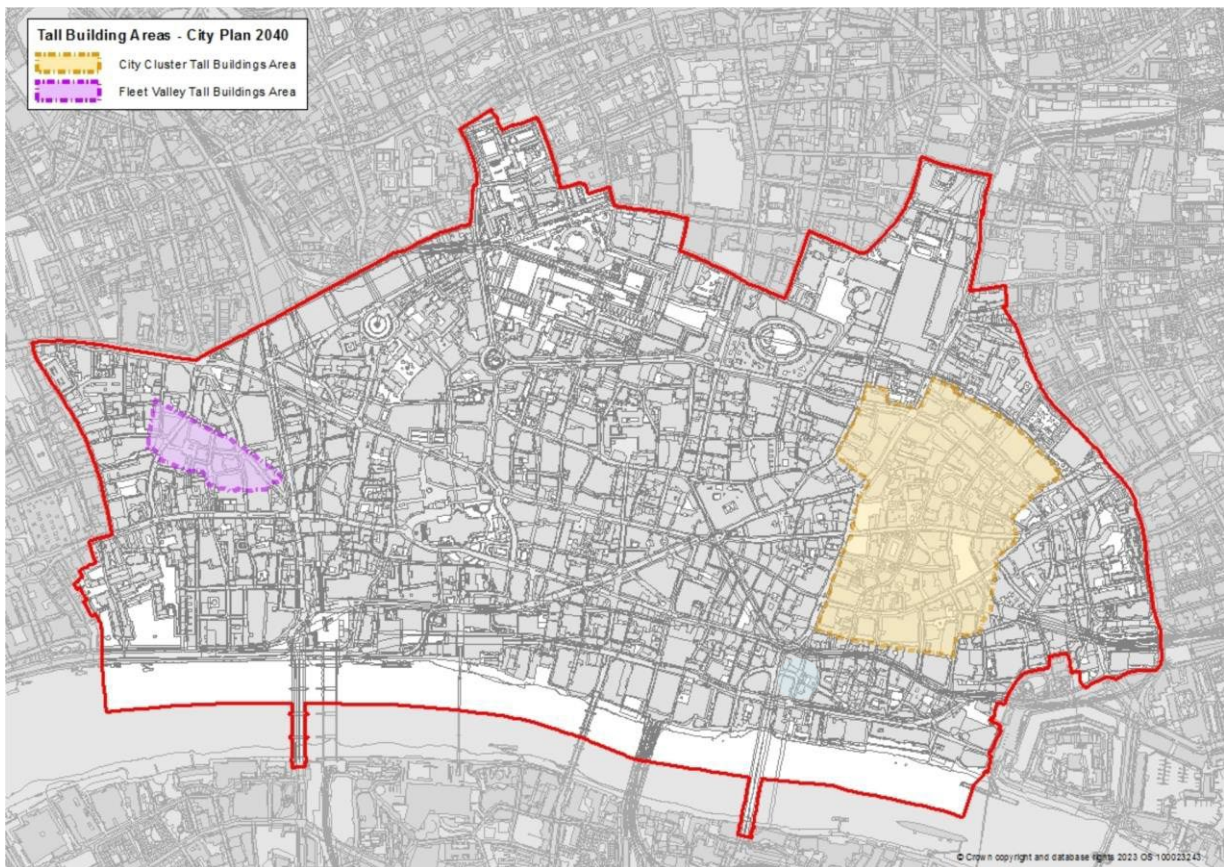 Tall Building Areas - City Plan 2040
City Cluster Tall Buildings Area
Fleet Valley Tall Buildings Area
© Crown copyright and database rights 2023 OS 100023243